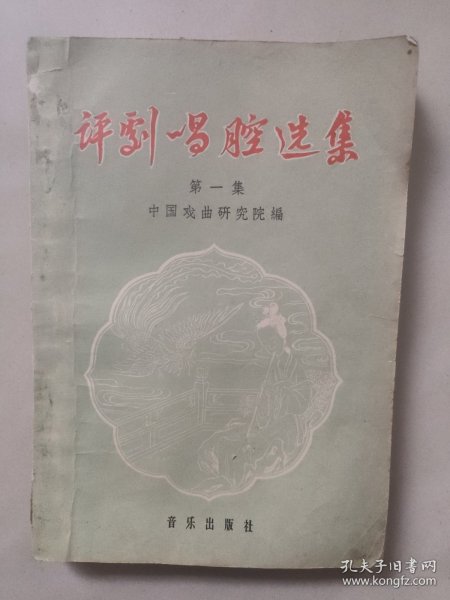 评剧唱腔选集
第一集
中国戏曲研究院編
音乐出版社
孔夫子旧书网
www.kongfz.com